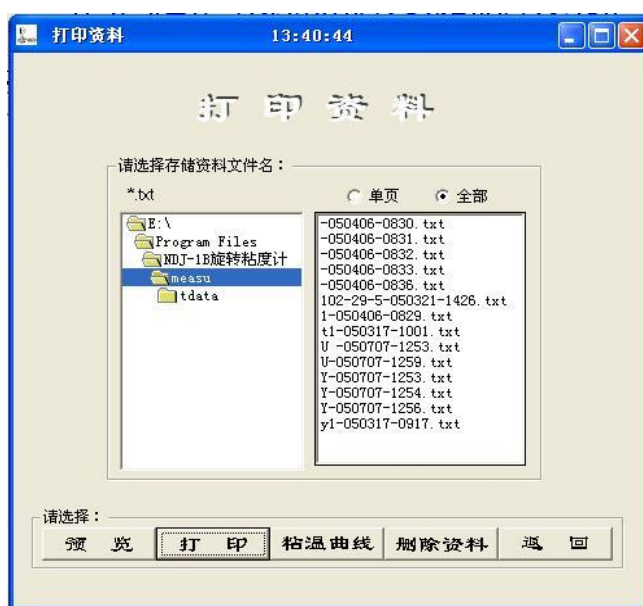 打印资料 13:40:44
打印资料
请选择存储资料文件名：
*.txt 单页 全部
E:\
Program Files
NDJ-1B旋转粘度计
measu
tdata
-050406-0830.txt
-050406-0831.txt
-050406-0832.txt
-050406-0833.txt
-050406-0836.txt
102-29-5-050321-1426.txt
1-050406-0829.txt
t1-050317-1001.txt
U -050707-1253.txt
U-050707-1259.txt
Y-050707-1253.txt
Y-050707-1254.txt
Y-050707-1256.txt
y1-050317-0917.txt
请选择：
预 览 打 印 粘温曲线 删除资料 返 回